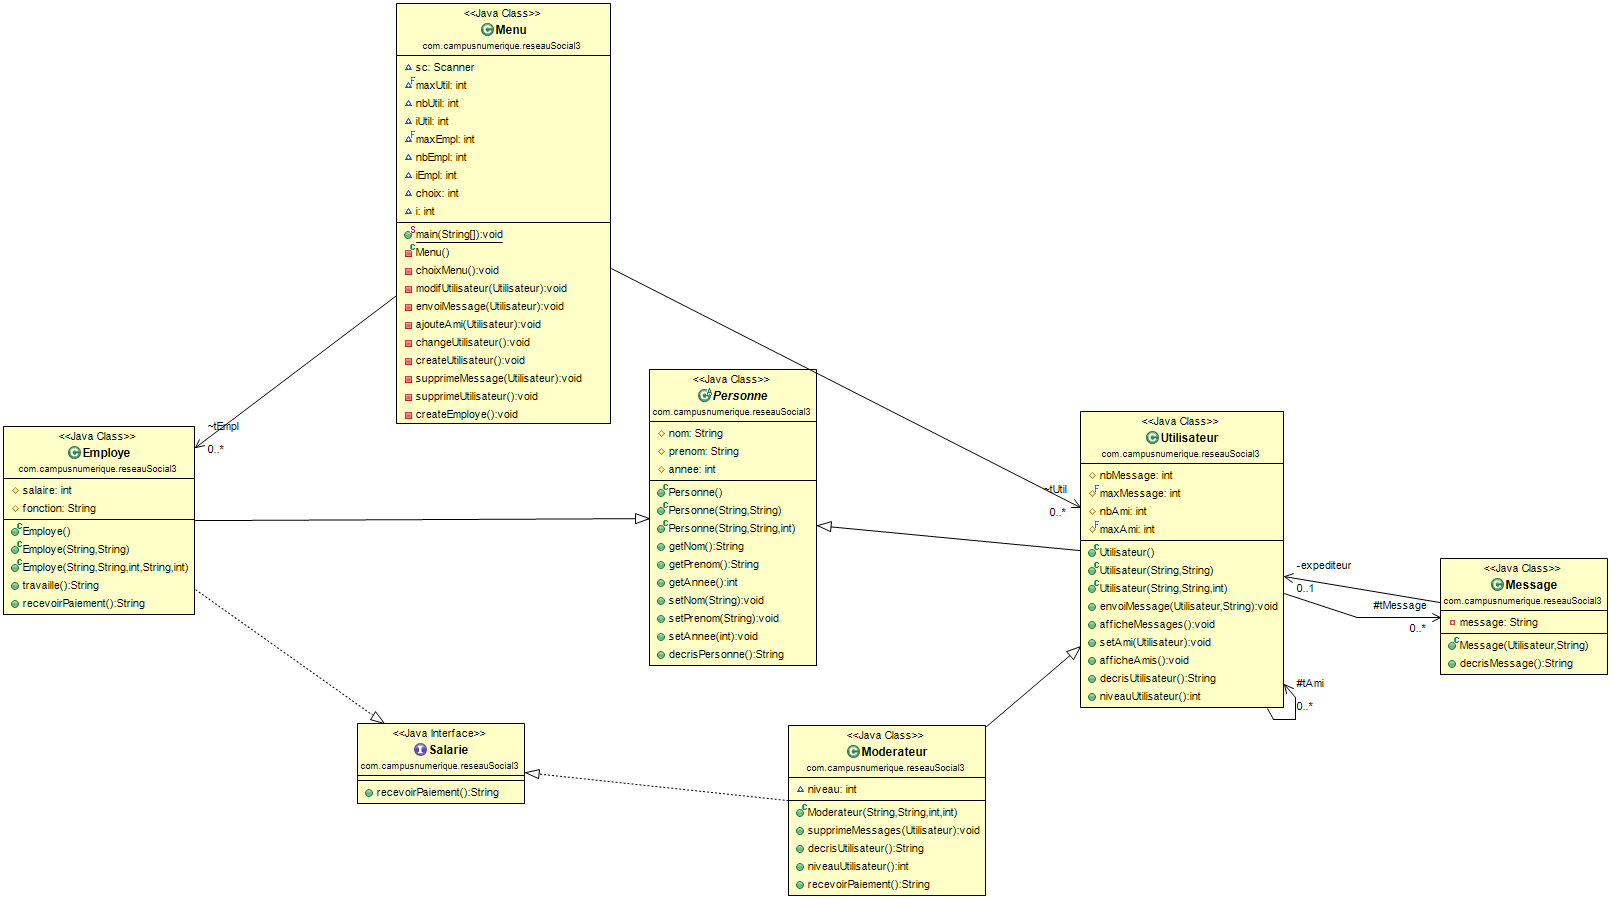 <<Java Class>>
Menu
com.campusnumerique.reseauSocial3
sc: Scanner
maxUtil: int
nbUtil: int
iUtil: int
maxEmpl: int
nbEmpl: int
iEmpl: int
choix: int
i: int
main(String[]):void
Menu()
choixMenu():void
modifUtilisateur(Utilisateur):void
envoiMessage(Utilisateur):void
ajouteAmi(Utilisateur):void
changeUtilisateur():void
createUtilisateur():void
supprimeMessage(Utilisateur):void
supprimeUtilisateur():void
createEmploye():void
~tEmpl
0..*
<<Java Class>>
Employe
com.campusnumerique.reseauSocial3
salaire: int
fonction: String
Employe()
Employe(String,String)
Employe(String,String,int,String,int)
travaille():String
recevoirPaiement():String
<<Java Class>>
Personne
com.campusnumerique.reseauSocial3
nom: String
prenom: String
annee: int
Personne()
Personne(String,String)
Personne(String,String,int)
getNom():String
getPrenom():String
getAnnee():int
setNom(String):void
setPrenom(String):void
setAnnee(int):void
decrisPersonne():String
~tUtil
0..*
<<Java Class>>
Utilisateur
com.campusnumerique.reseauSocial3
nbMessage: int
maxMessage: int
nbAmi: int
maxAmi: int
Utilisateur()
Utilisateur(String,String)
Utilisateur(String,String,int)
envoiMessage(Utilisateur,String):void
afficheMessages():void
setAmi(Utilisateur):void
afficheAmis():void
decrisUtilisateur():String
niveauUtilisateur():int
-expediteur
0..1
#tMessage
0..*
#tAmi
0..*
<<Java Class>>
Message
com.campusnumerique.reseauSocial3
message: String
Message(Utilisateur,String)
decrisMessage():String
<<Java Interface>>
Salarie
com.campusnumerique.reseauSocial3
recevoirPaiement():String
<<Java Class>>
Moderateur
com.campusnumerique.reseauSocial3
niveau: int
Moderateur(String,String,int,int)
supprimeMessages(Utilisateur):void
decrisUtilisateur():String
niveauUtilisateur():int
recevoirPaiement():String